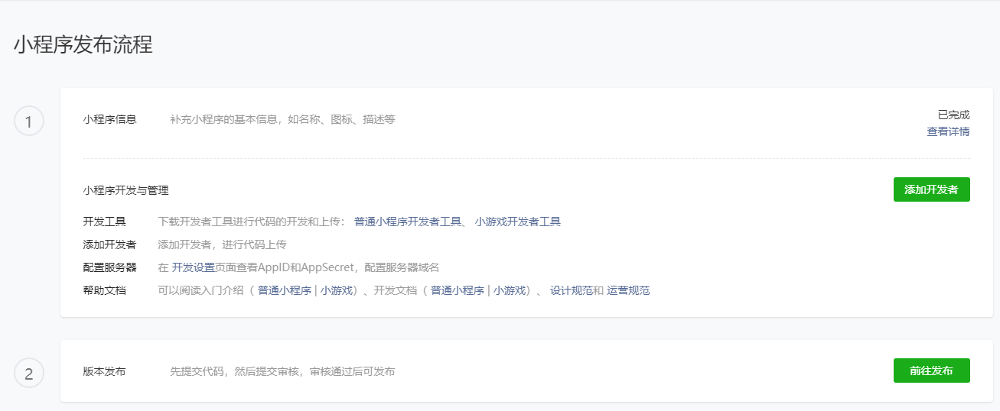 小程序发布流程
1
小程序信息 补充小程序的基本信息，如名称、图标、描述等 已完成
查看详情
小程序开发与管理 添加开发者
开发工具 下载开发者工具进行代码的开发和上传： 普通小程序开发者工具、 小游戏开发者工具
添加开发者 添加开发者，进行代码上传
配置服务器 在 开发设置页面查看AppID和AppSecret，配置服务器域名
帮助文档 可以阅读入门介绍（ 普通小程序 | 小游戏）、开发文档（ 普通小程序 | 小游戏）、 设计规范和 运营规范
2
版本发布 先提交代码，然后提交审核，审核通过后可发布 前往发布